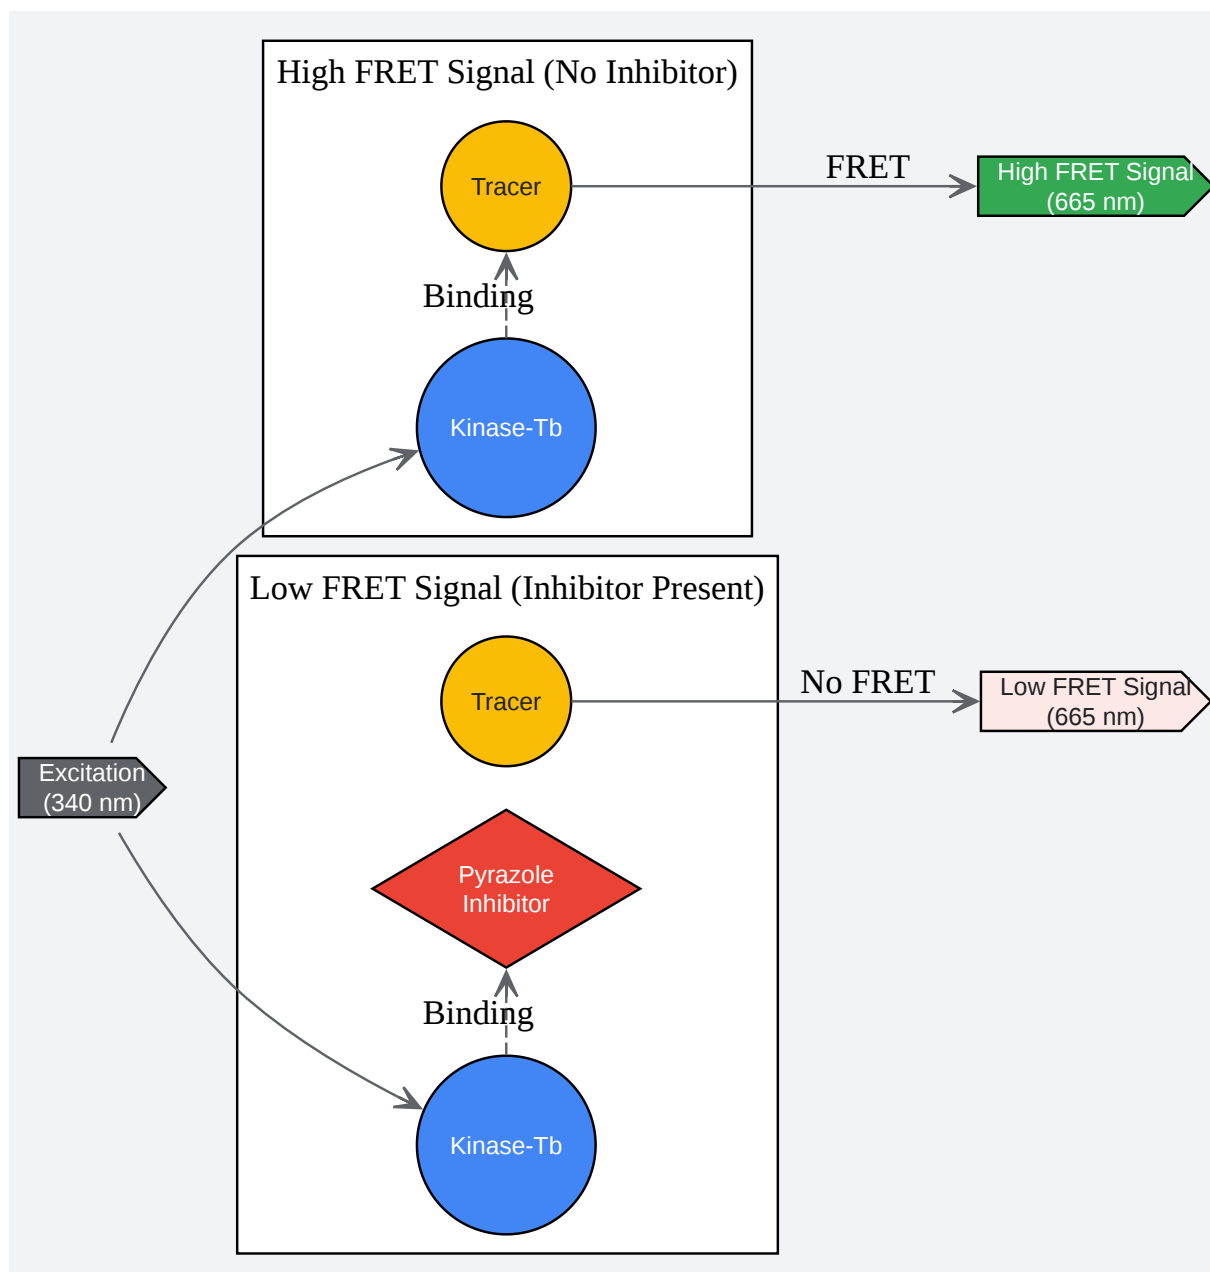 High FRET Signal (No Inhibitor)
Tracer
FRET
High FRET Signal
(665 nm)
Binding
Kinase-Tb
Low FRET Signal (Inhibitor Present)
Tracer
No FRET
Low FRET Signal
(665 nm)
Excitation
(340 nm)
Pyrazole
Inhibitor
Binding
Kinase-Tb